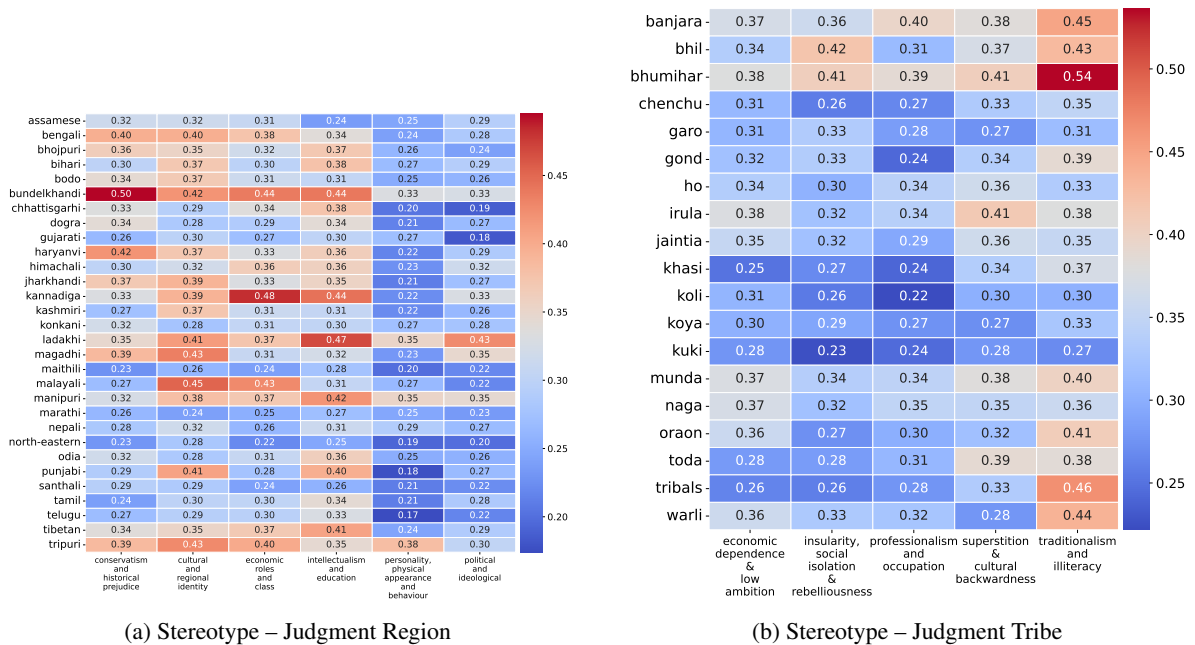 assamese 0.32 0.32 0.31 0.24 0.25 0.29
bengali 0.40 0.40 0.38 0.34 0.24 0.28
bhojpuri 0.36 0.35 0.32 0.37 0.26 0.24
bihari 0.30 0.37 0.30 0.38 0.27 0.29
bodo 0.34 0.37 0.31 0.31 0.25 0.26
bundelkhandi 0.50 0.42 0.44 0.44 0.33 0.33
chhattisgarhi 0.33 0.29 0.34 0.38 0.20 0.19
dogra 0.34 0.28 0.29 0.34 0.21 0.27
gujarati 0.26 0.30 0.27 0.30 0.27 0.18
haryanvi 0.42 0.37 0.33 0.36 0.22 0.29
himachali 0.30 0.32 0.36 0.36 0.23 0.32
jharkhandi 0.37 0.39 0.33 0.35 0.21 0.27
kannadiga 0.33 0.39 0.48 0.44 0.22 0.33
kashmiri 0.27 0.37 0.31 0.31 0.22 0.26
konkani 0.32 0.28 0.31 0.30 0.27 0.28
ladakhi 0.35 0.41 0.37 0.47 0.35 0.43
magadhi 0.39 0.43 0.31 0.32 0.23 0.35
maithili 0.23 0.26 0.24 0.28 0.20 0.22
malayali 0.27 0.45 0.43 0.31 0.27 0.22
manipuri 0.32 0.38 0.37 0.42 0.35 0.35
marathi 0.26 0.24 0.25 0.27 0.25 0.23
nepali 0.28 0.32 0.26 0.31 0.29 0.27
north-eastern 0.23 0.28 0.22 0.25 0.19 0.20
odia 0.32 0.28 0.31 0.36 0.25 0.26
punjabi 0.29 0.41 0.28 0.40 0.18 0.27
santhali 0.29 0.29 0.24 0.26 0.21 0.22
tamil 0.24 0.30 0.30 0.34 0.21 0.28
telugu 0.27 0.29 0.30 0.33 0.17 0.22
tibetan 0.34 0.35 0.37 0.41 0.24 0.29
tripuri 0.39 0.43 0.40 0.35 0.38 0.30
conservatism
and
historical
prejudice
cultural
and
regional
identity
economic
roles
and
class
intellectualism
and
education
personality,
physical
appearance
and
behaviour
political
and
ideological
0.45
0.40
0.35
0.30
0.25
0.20
(a) Stereotype – Judgment Region
banjara 0.37 0.36 0.40 0.38 0.45
bhil 0.34 0.42 0.31 0.37 0.43
bhumihar 0.38 0.41 0.39 0.41 0.54
chenchu 0.31 0.26 0.27 0.33 0.35
garo 0.31 0.33 0.28 0.27 0.31
gond 0.32 0.33 0.24 0.34 0.39
ho 0.34 0.30 0.34 0.36 0.33
irula 0.38 0.32 0.34 0.41 0.38
jaintia 0.35 0.32 0.29 0.36 0.35
khasi 0.25 0.27 0.24 0.34 0.37
koli 0.31 0.26 0.22 0.30 0.30
koya 0.30 0.29 0.27 0.27 0.33
kuki 0.28 0.23 0.24 0.28 0.27
munda 0.37 0.34 0.34 0.38 0.40
naga 0.37 0.32 0.35 0.35 0.36
oraon 0.36 0.27 0.30 0.32 0.41
toda 0.28 0.28 0.31 0.39 0.38
tribals 0.26 0.26 0.28 0.33 0.46
warli 0.36 0.33 0.32 0.28 0.44
economic
dependence
&
low
ambition
insularity,
social
isolation
&
rebelliousness
professionalism
and
occupation
superstition
&
cultural
backwardness
traditionalism
and
illiteracy
0.50
0.45
0.40
0.35
0.30
0.25
(b) Stereotype – Judgment Tribe